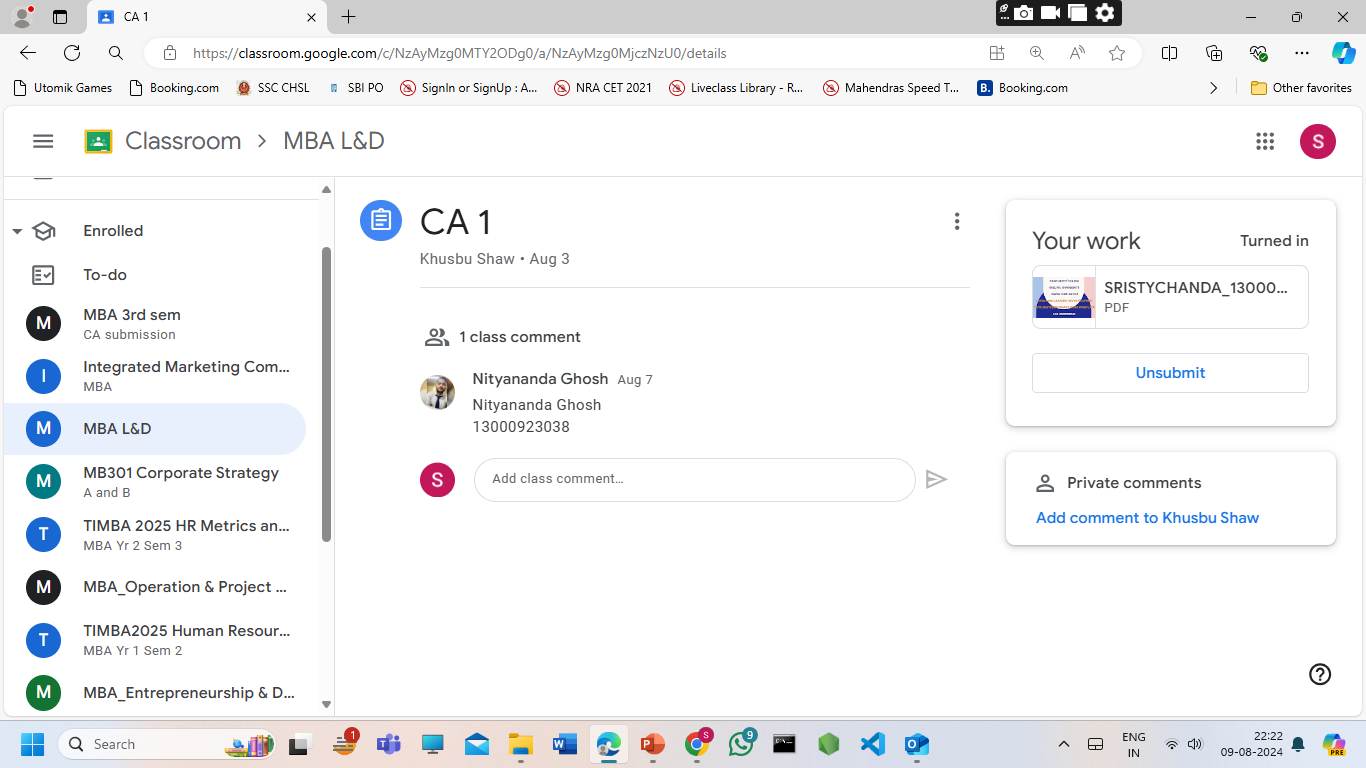 CA 1
https://classroom.google.com/c/NzAyMzg0MTY2ODg0/a/NzAyMzg0MjczNzU0/details
Utomik Games
Booking.com
SSC CHSL
SBI PO
SignIn or SignUp : A...
NRA CET 2021
Liveclass Library - R...
Mahendras Speed T...
B.
Booking.com
Other favorites
Classroom
MBA L&D
S
Enrolled
To-do
M
MBA 3rd sem
CA submission
I
Integrated Marketing Com...
MBA
M
MBA L&D
M
MB301 Corporate Strategy
A and B
T
TIMBA 2025 HR Metrics an...
MBA Yr 2 Sem 3
M
MBA_Operation & Project ...
T
TIMBA2025 Human Resour...
MBA Yr 1 Sem 2
M
MBA_Entrepreneurship & D...
CA 1
Khusbu Shaw • Aug 3
1 class comment
Nityananda Ghosh Aug 7
Nityananda Ghosh
13000923038
S
Add class comment...
Your work
Turned in
SRISTYCHANDA_13000...
PDF
Unsubmit
Private comments
Add comment to Khusbu Shaw
Search
1
S
9
ENG
IN
22:22
09-08-2024
PRE